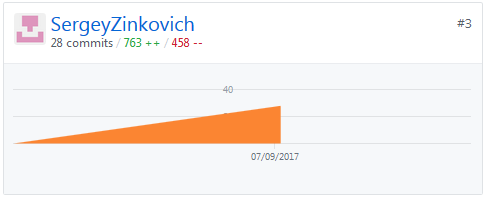 SergeyZinkovich
#3
28 commits / 763 ++ / 458 --
40
07/09/2017